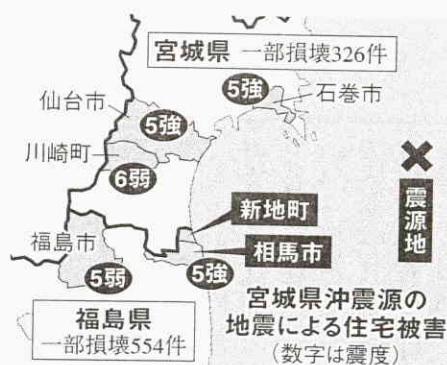 宮城県 一部損壊326件
5強
石巻市
仙台市
5強
川崎町
6弱
震源地
新地町
福島市
相馬市
5弱
5強
福島県
一部損壊554件
宮城県沖震源の
地震による住宅被害
(数字は震度)